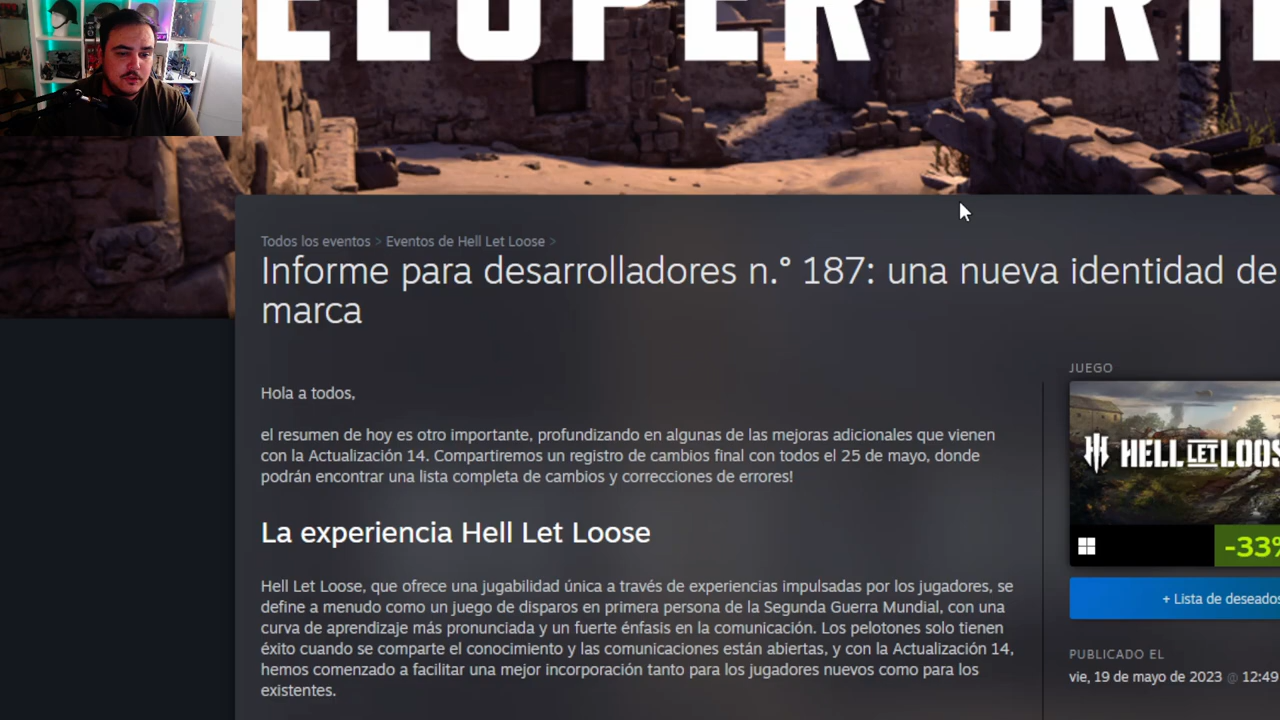 Todos los eventos > Eventos de Hell Let Loose >
Informe para desarrolladores n.° 187: una nueva identidad de
marca
Hola a todos,
el resumen de hoy es otro importante, profundizando en algunas de las mejoras adicionales que vienen
con la Actualización 14. Compartiremos un registro de cambios final con todos el 25 de mayo, donde
podrán encontrar una lista completa de cambios y correcciones de errores!
La experiencia Hell Let Loose
Hell Let Loose, que ofrece una jugabilidad única a través de experiencias impulsadas por los jugadores, se
define a menudo como un juego de disparos en primera persona de la Segunda Guerra Mundial, con una
curva de aprendizaje más pronunciada y un fuerte énfasis en la comunicación. Los pelotones solo tienen
éxito cuando se comparte el conocimiento y las comunicaciones están abiertas, y con la Actualización 14,
hemos comenzado a facilitar una mejor incorporación tanto para los jugadores nuevos como para los
existentes.
JUEGO
HELL LET LOOS
-33%
+ Lista de deseados
PUBLICADO EL
vie, 19 de mayo de 2023 @ 12:49